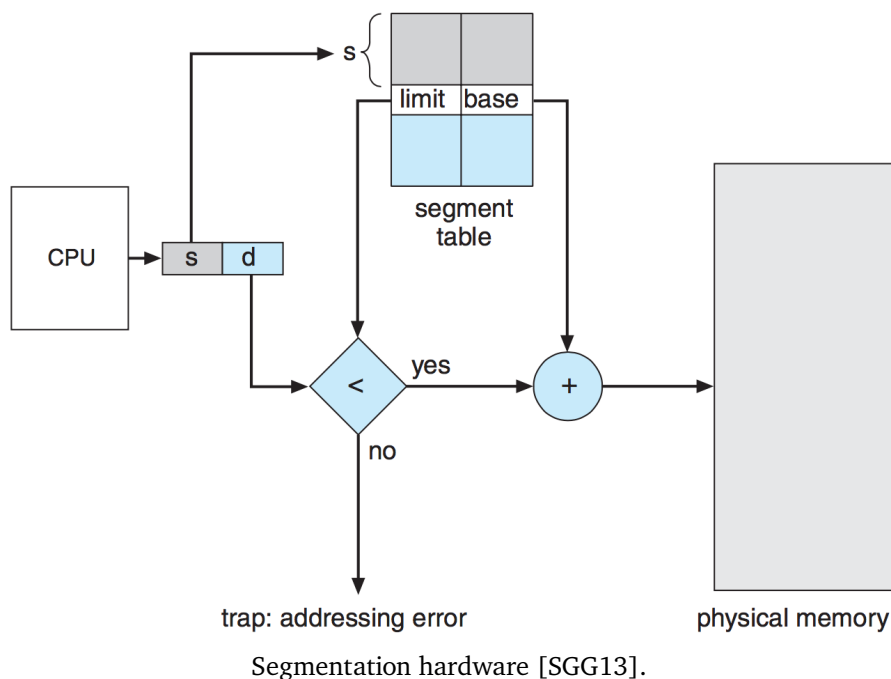 s
limit base
segment
table
CPU
s d
<
yes
+
no
trap: addressing error
physical memory
Segmentation hardware [SGG13].